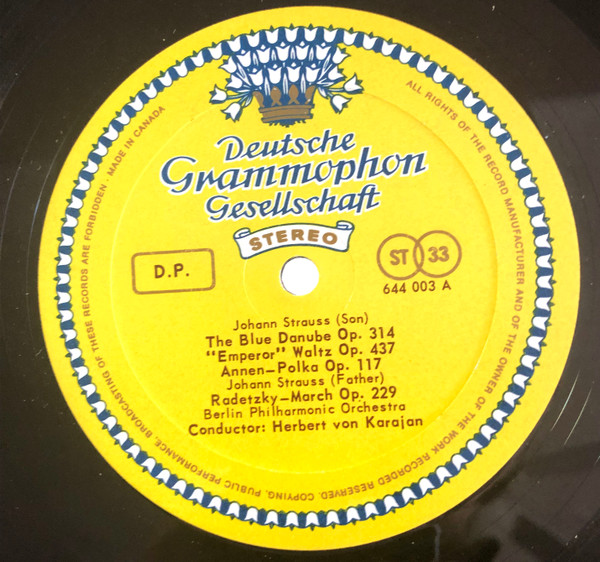 Deutsche
Grammophon
Gesellschaft
STEREO
D.P.
ST 33
644 003 A
Johann Strauss (Son)
The Blue Danube Op. 314
"Emperor" Waltz Op. 437
Annen-Polka Op. 117
Johann Strauss (Father)
Radetzky-March Op. 229
Berlin Philharmonic Orchestra
Conductor: Herbert von Karajan
ALL RIGHTS OF THE RECORD MANUFACTURER AND OF THE OWNER OF THE WORK RECORDED RESERVED. COPYING, PUBLIC PERFORMANCE, BROADCASTING OF THESE RECORDS ARE FORBIDDEN · MADE IN CANADA